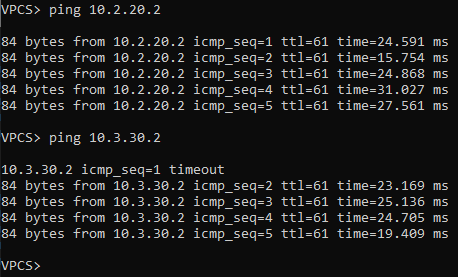 VPCS> ping 10.2.20.2
84 bytes from 10.2.20.2 icmp_seq=1 ttl=61 time=24.591 ms
84 bytes from 10.2.20.2 icmp_seq=2 ttl=61 time=15.754 ms
84 bytes from 10.2.20.2 icmp_seq=3 ttl=61 time=24.868 ms
84 bytes from 10.2.20.2 icmp_seq=4 ttl=61 time=31.027 ms
84 bytes from 10.2.20.2 icmp_seq=5 ttl=61 time=27.561 ms
VPCS> ping 10.3.30.2
10.3.30.2 icmp_seq=1 timeout
84 bytes from 10.3.30.2 icmp_seq=2 ttl=61 time=23.169 ms
84 bytes from 10.3.30.2 icmp_seq=3 ttl=61 time=25.136 ms
84 bytes from 10.3.30.2 icmp_seq=4 ttl=61 time=24.705 ms
84 bytes from 10.3.30.2 icmp_seq=5 ttl=61 time=19.409 ms
VPCS>